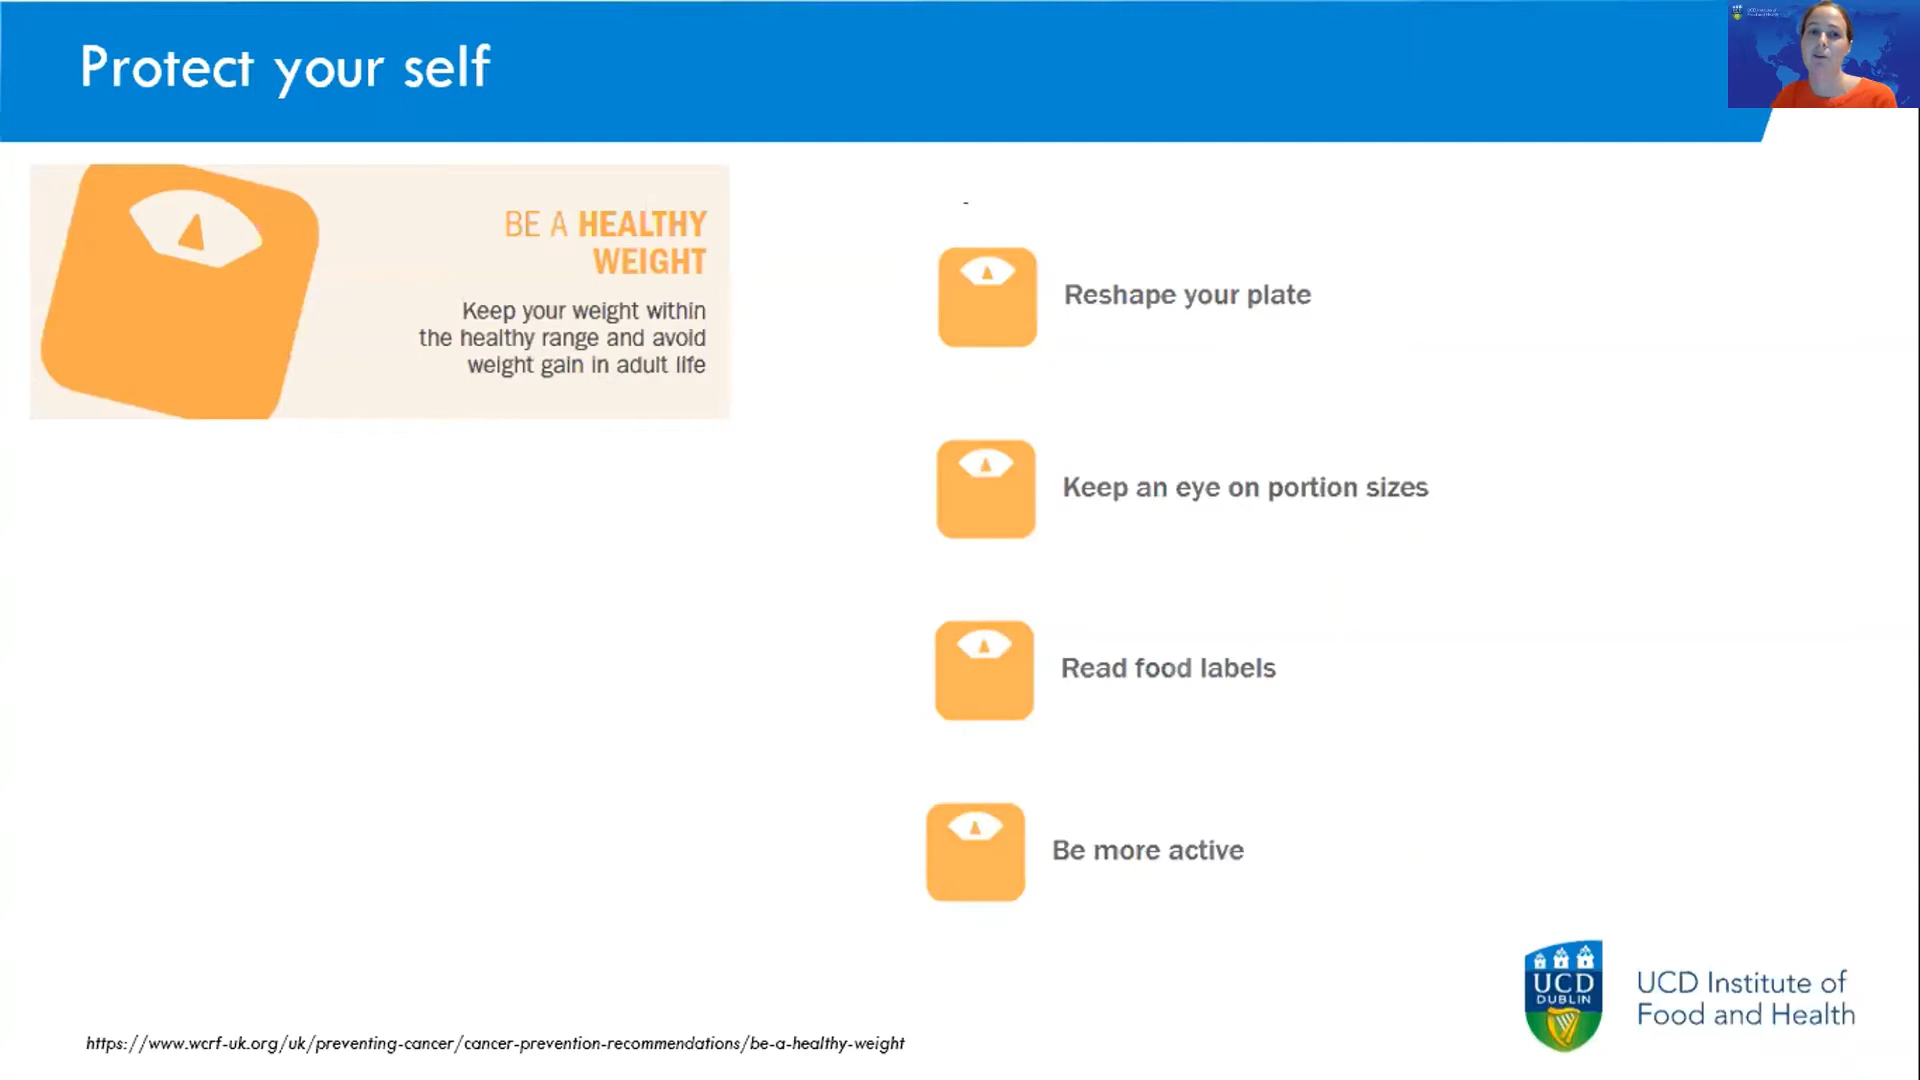 Protect your self
BE A HEALTHY
WEIGHT
Keep your weight within
the healthy range and avoid
weight gain in adult life
-
Reshape your plate
Keep an eye on portion sizes
Read food labels
Be more active
UCD
DUBLIN
UCD Institute of
Food and Health
https://www.wcrf-uk.org/uk/preventing-cancer/cancer-prevention-recommendations/be-a-healthy-weight